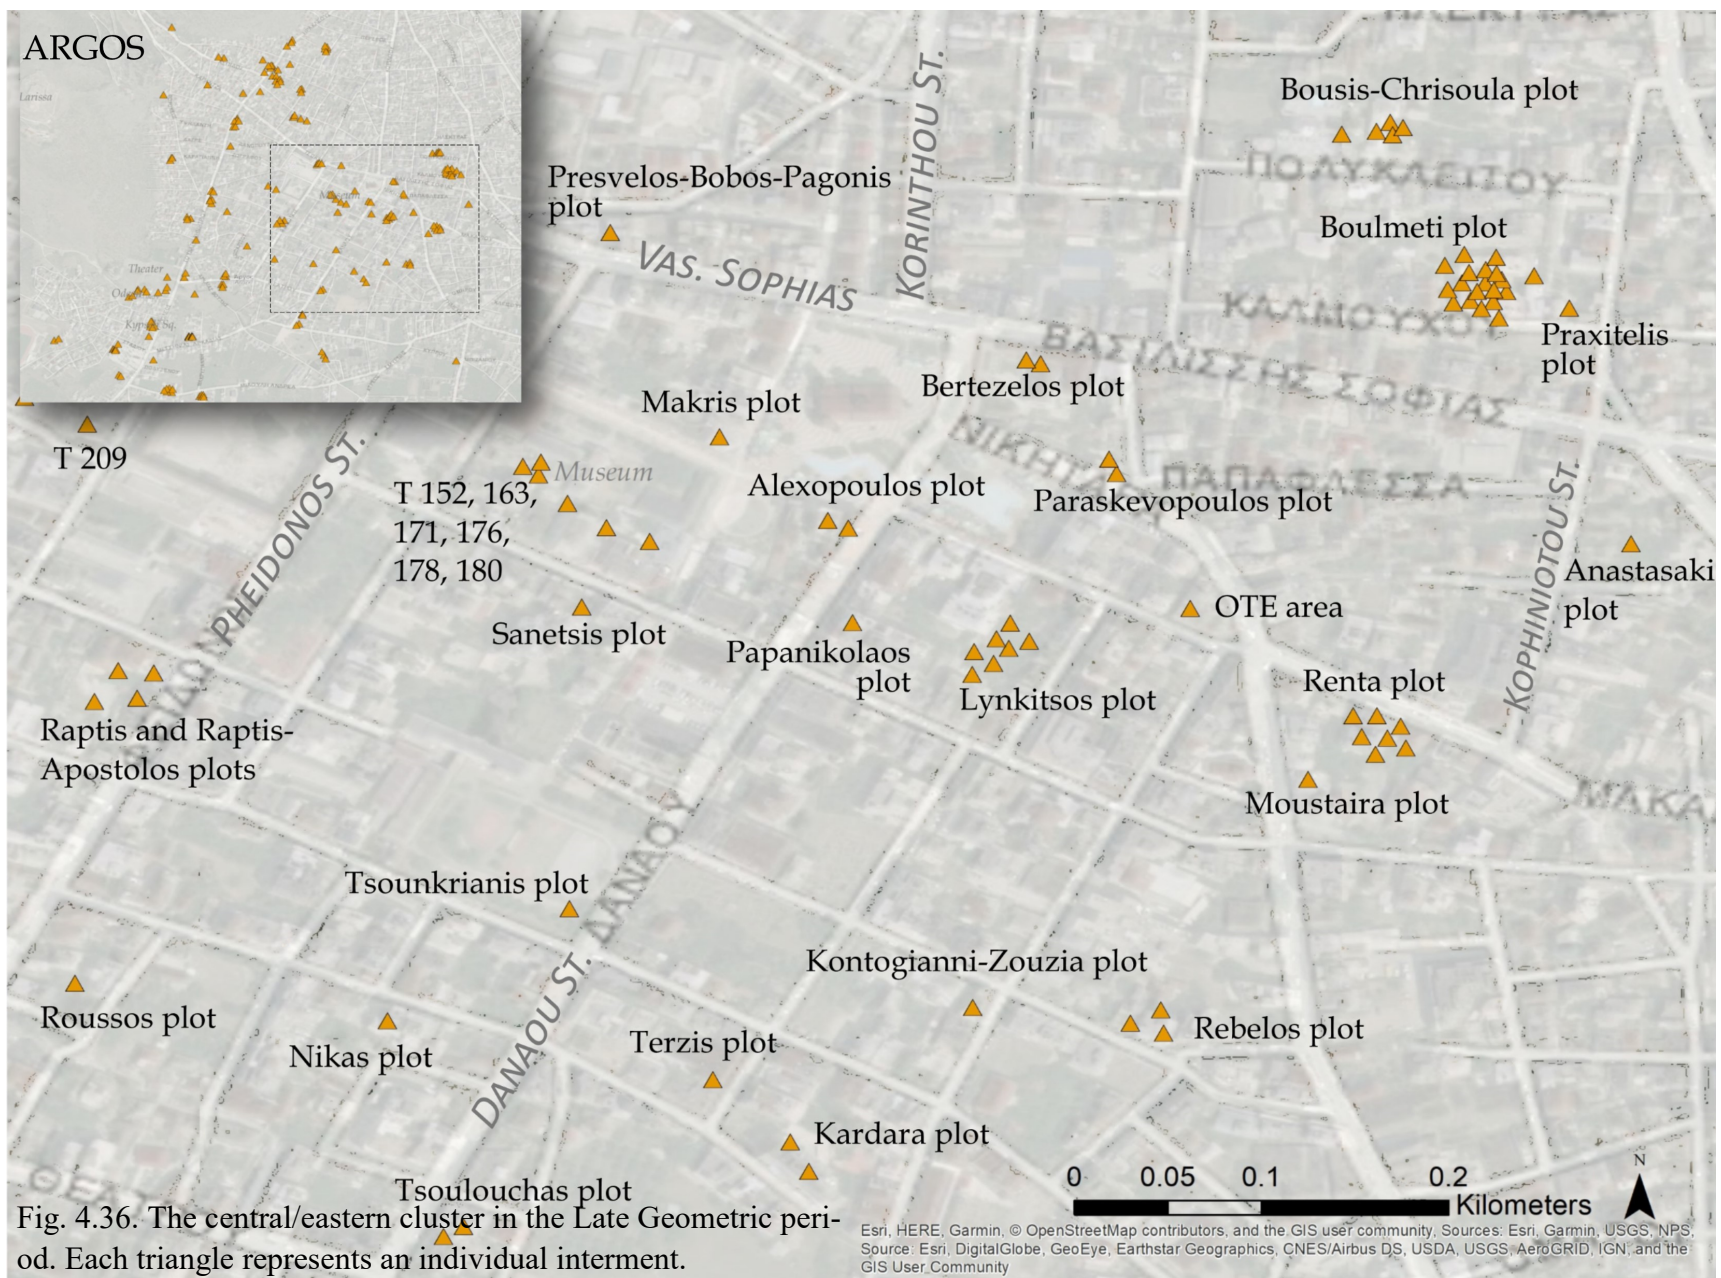 ARGOS
Larissa
Museum
Theater
ΠΟΛΥΚΛΕΙΤΟΥ
Bousis-Chrisoula plot
Presvelos-Bobos-Pagonis
plot
KORINTHOU ST.
VAS. SOPHIAS
Boulmeti plot
ΚΑΛΜΟΥΧΟΥ
Praxitelis
plot
ΒΑΣΙΛΙΣΣΗΣ ΣΟΦΙΑΣ
Bertezelos plot
Makris plot
T 209
PHEIDONOS ST.
Museum
T 152, 163,
171, 176,
178, 180
Alexopoulos plot
ΠΑΠΑΦΛΕΣΣΑ
Paraskevopoulos plot
KOPHINIOTOU ST.
Anastasaki
plot
OTE area
Sanetsis plot
Papanikolaos
plot
Lynkitsos plot
Renta plot
Raptis and Raptis-
Apostolos plots
Moustaira plot
ΜΑΚΑ
Tsounkrianis plot
ΔΑΝΑΟΥ
DANAOU ST.
Kontogianni-Zouzia plot
Roussos plot
Nikas plot
Terzis plot
Rebelos plot
Kardara plot
Tsoulouchas plot
0 0.05 0.1 0.2
Kilometers
N
Fig. 4.36. The central/eastern cluster in the Late Geometric peri-
od. Each triangle represents an individual interment.
Esri, HERE, Garmin, © OpenStreetMap contributors, and the GIS user community, Sources: Esri, Garmin, USGS, NPS,
Source: Esri, DigitalGlobe, GeoEye, Earthstar Geographics, CNES/Airbus DS, USDA, USGS, AeroGRID, IGN, and the
GIS User Community